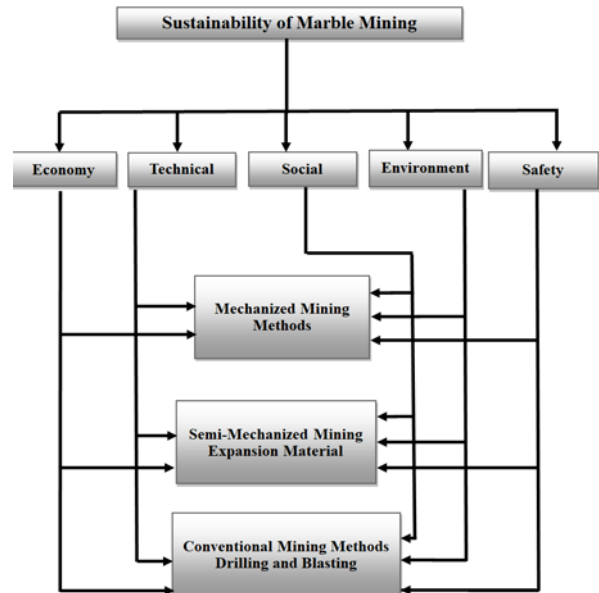 Sustainability of Marble Mining
Economy
Technical
Social
Environment
Safety
Mechanized Mining
Methods
Semi-Mechanized Mining
Expansion Material
Conventional Mining Methods
Drilling and Blasting